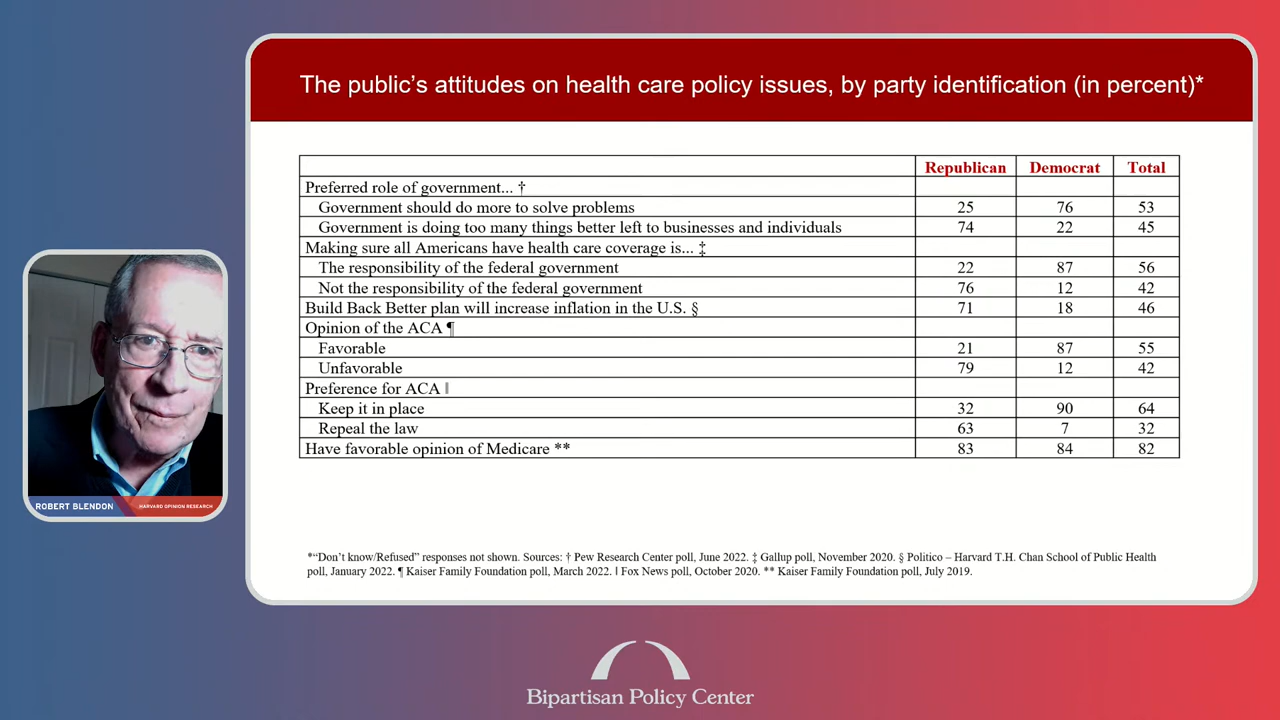 The public's attitudes on health care policy issues, by party identification (in percent)*
Republican Democrat Total
Preferred role of government... †
Government should do more to solve problems 25 76 53
Government is doing too many things better left to businesses and individuals 74 22 45
Making sure all Americans have health care coverage is... ‡
The responsibility of the federal government 22 87 56
Not the responsibility of the federal government 76 12 42
Build Back Better plan will increase inflation in the U.S. § 71 18 46
Opinion of the ACA ¶
Favorable 21 87 55
Unfavorable 79 12 42
Preference for ACA ‖
Keep it in place 32 90 64
Repeal the law 63 7 32
Have favorable opinion of Medicare ** 83 84 82
*"Don't know/Refused" responses not shown. Sources: † Pew Research Center poll, June 2022. ‡ Gallup poll, November 2020. § Politico – Harvard T.H. Chan School of Public Health
poll, January 2022. ¶ Kaiser Family Foundation poll, March 2022. ‖ Fox News poll, October 2020. ** Kaiser Family Foundation poll, July 2019.
ROBERT BLENDON HARVARD OPINION RESEARCH
Bipartisan Policy Center